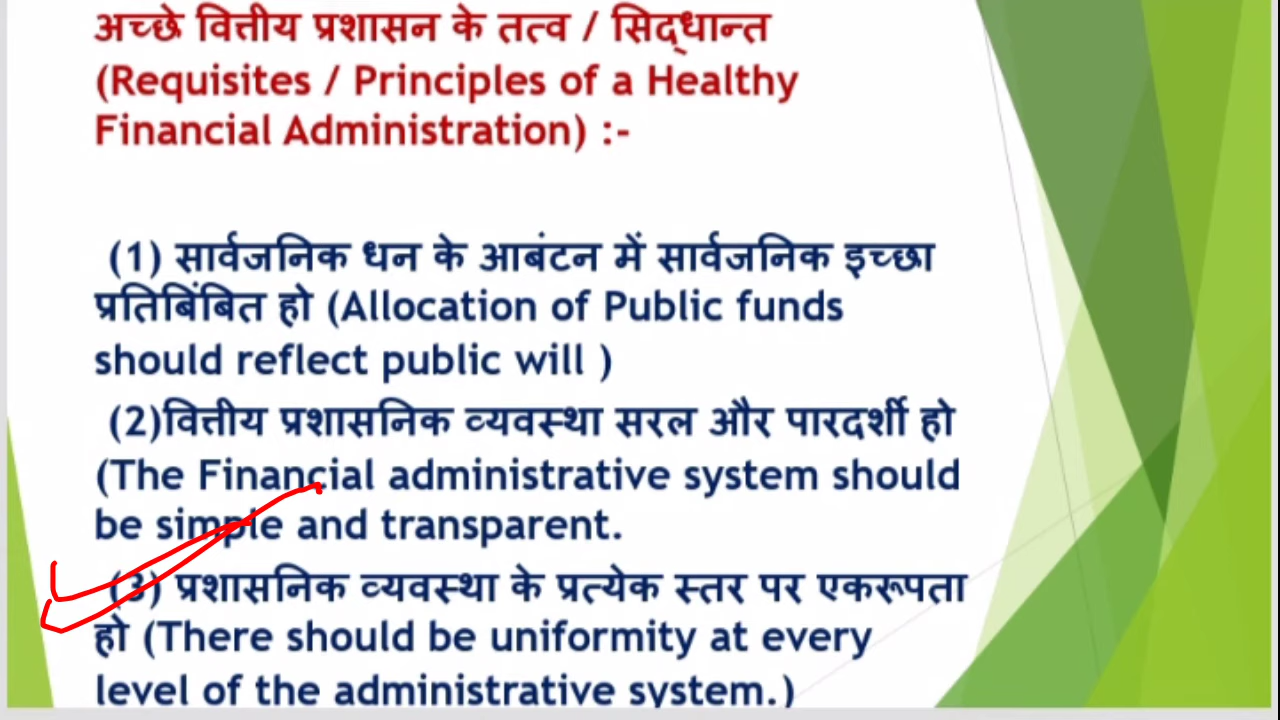 अच्छे वित्तीय प्रशासन के तत्व / सिद्धान्त
(Requisites / Principles of a Healthy
Financial Administration) :-
(1) सार्वजनिक धन के आबंटन में सार्वजनिक इच्छा
प्रतिबिंबित हो (Allocation of Public funds
should reflect public will )
(2)वित्तीय प्रशासनिक व्यवस्था सरल और पारदर्शी हो
(The Financial administrative system should
be simple and transparent.
(3) प्रशासनिक व्यवस्था के प्रत्येक स्तर पर एकरूपता
हो (There should be uniformity at every
level of the administrative system.)